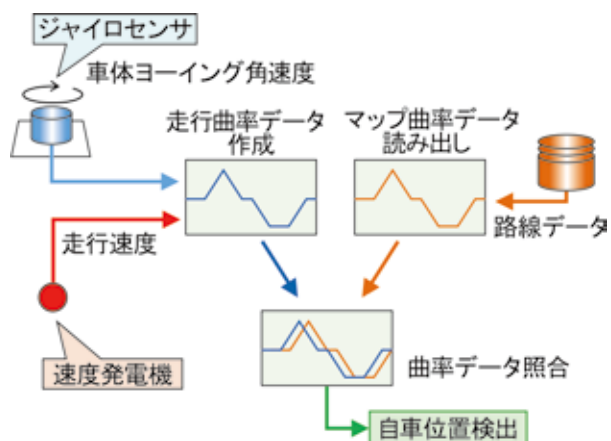 ジャイロセンサ
車体ヨーイング角速度
走行曲率データ
作成
マップ曲率データ
読み出し
走行速度
路線データ
速度発電機
曲率データ照合
自車位置検出